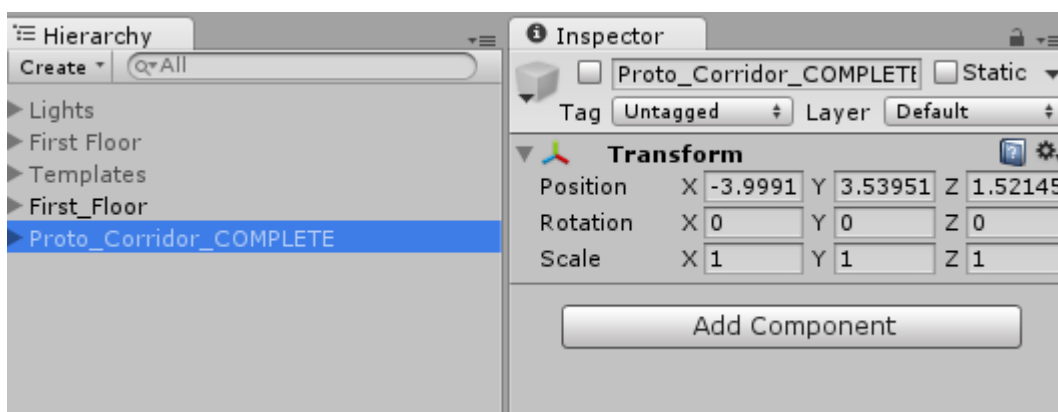 Hierarchy
Create All
Lights
First Floor
Templates
First_Floor
Proto_Corridor_COMPLETE
Inspector
Proto_Corridor_COMPLETE Static
Tag Untagged Layer Default
Transform
Position X -3.9991 Y 3.53951 Z 1.52145
Rotation X 0 Y 0 Z 0
Scale X 1 Y 1 Z 1
Add Component